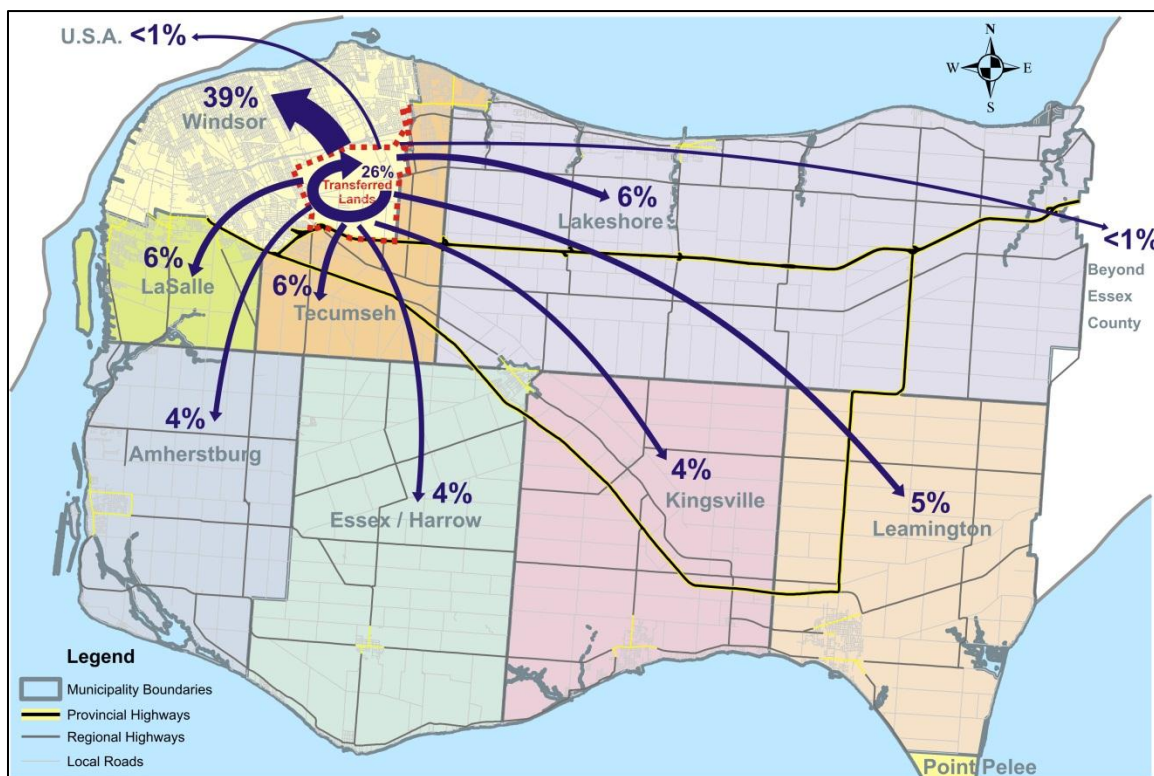 U.S.A. <1%
N
W E
S
39%
Windsor
26%
Transferred
Lands
6%
Lakeshore
<1%
Beyond
Essex
County
6%
LaSalle
6%
Tecumseh
4%
Amherstburg
4%
Essex / Harrow
4%
Kingsville
5%
Leamington
Legend
Municipality Boundaries
Provincial Highways
Regional Highways
Local Roads
Point Pelee